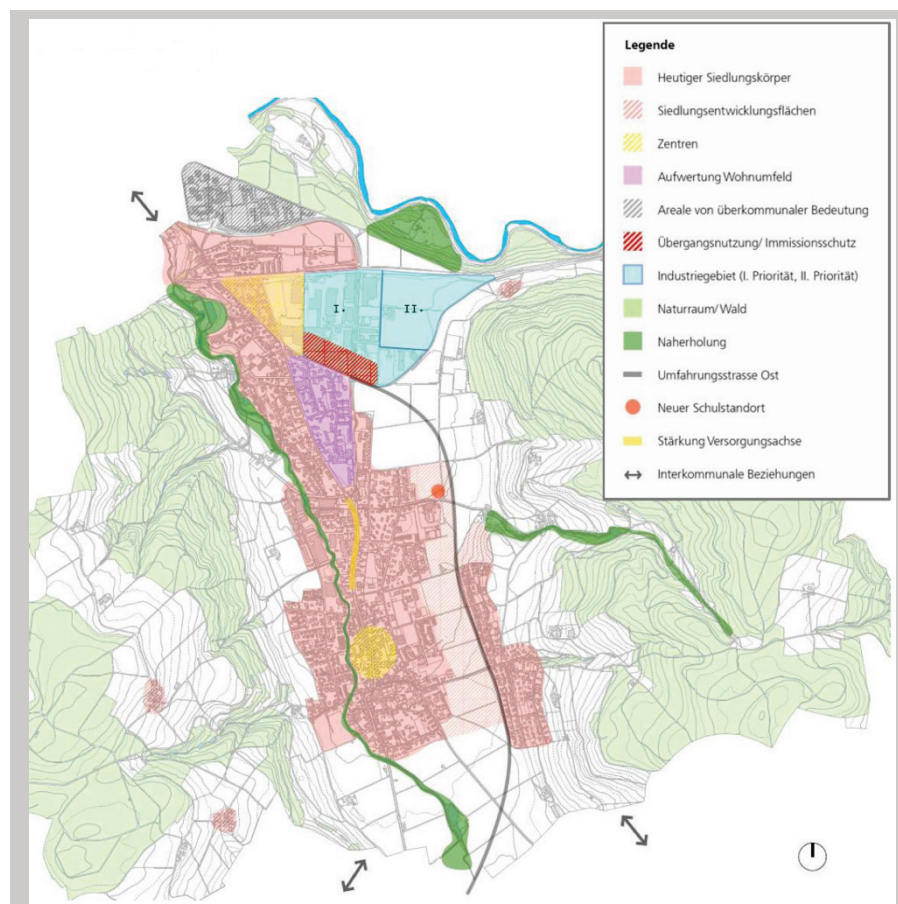 Legende
Heutiger Siedlungskörper
Siedlungsentwicklungsflächen
Zentren
Aufwertung Wohnumfeld
Areale von überkommunaler Bedeutung
Übergangsnutzung/ Immissionsschutz
Industriegebiet (I. Priorität, II. Priorität)
Naturraum/ Wald
Naherholung
Umfahrungsstrasse Ost
Neuer Schulstandort
Stärkung Versorgungsachse
Interkommunale Beziehungen
I.
II.